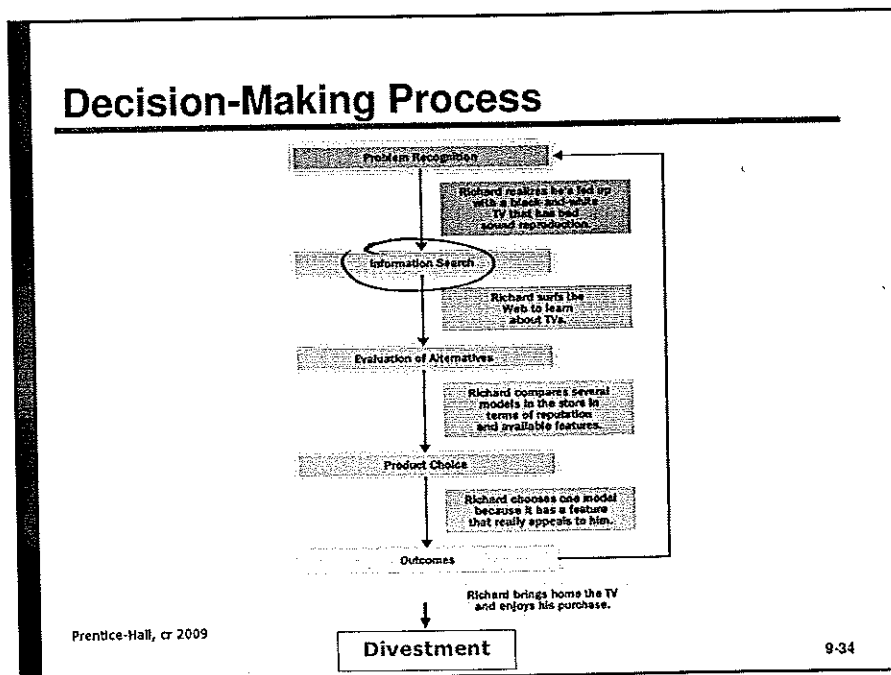 Decision-Making Process
Problem Recognition
Richard realizes he's fed up
with a black-and-white
TV that has bad
sound reproduction.
Information Search
Richard surfs the
Web to learn
about TVs.
Evaluation of Alternatives
Richard compares several
models in the store in
terms of reputation
and available features.
Product Choice
Richard chooses one model
because it has a feature
that really appeals to him.
Outcomes
Richard brings home the TV
and enjoys his purchase.
Divestment
Prentice-Hall, cr 2009
9-34